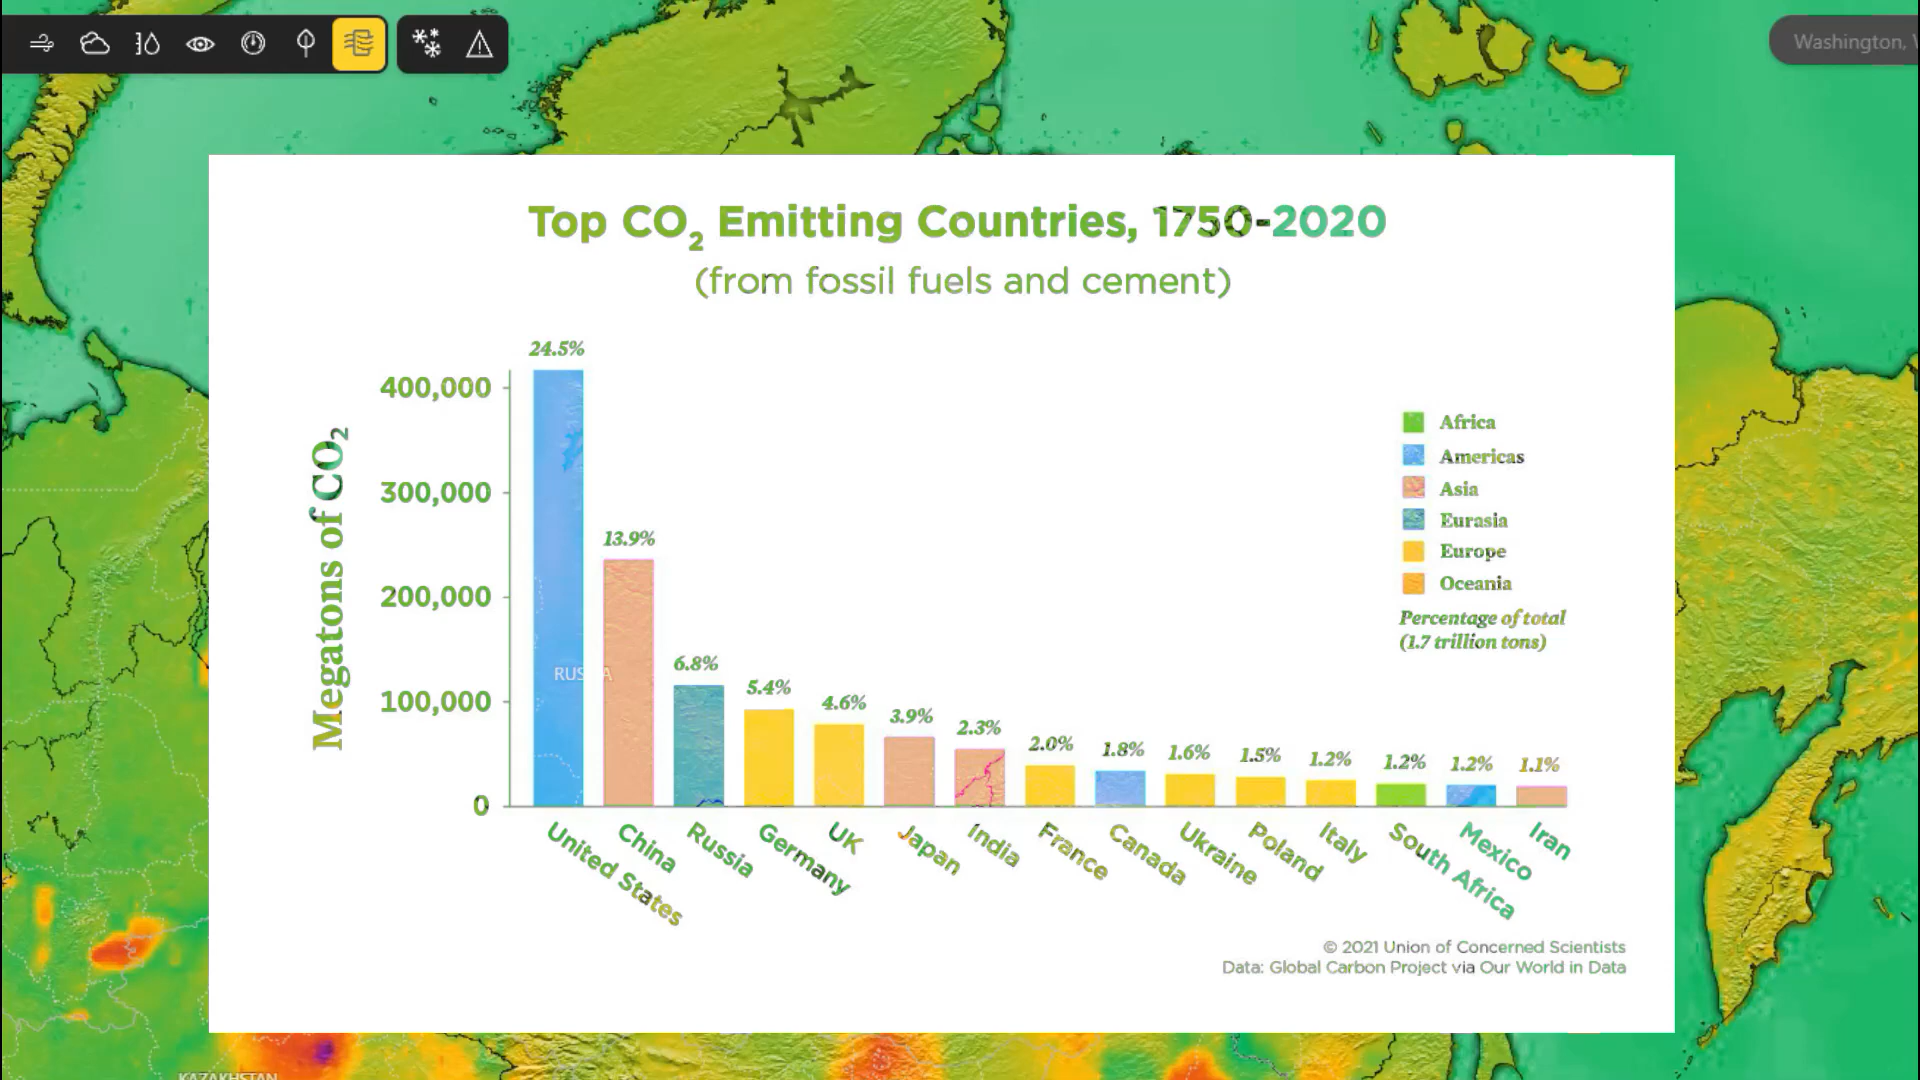 Washington,
Top CO₂ Emitting Countries, 1750-2020
(from fossil fuels and cement)
Megatons of CO₂
400,000
300,000
200,000
100,000
0
24.5%
13.9%
6.8%
5.4%
4.6%
3.9%
2.3%
2.0%
1.8%
1.6%
1.5%
1.2%
1.2%
1.2%
1.1%
RUSSIA
United States
China
Russia
Germany
UK
Japan
India
France
Canada
Ukraine
Poland
Italy
South Africa
Mexico
Iran
Africa
Americas
Asia
Eurasia
Europe
Oceania
Percentage of total
(1.7 trillion tons)
© 2021 Union of Concerned Scientists
Data: Global Carbon Project via Our World in Data
KAZAKHSTAN